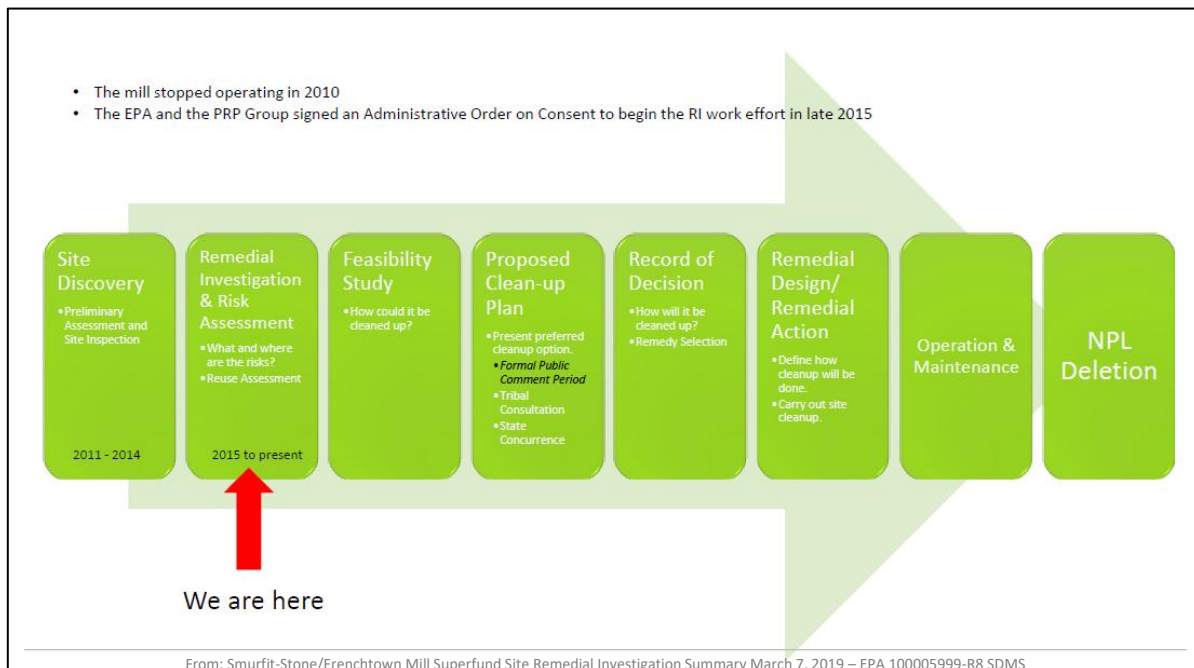 • The mill stopped operating in 2010
• The EPA and the PRP Group signed an Administrative Order on Consent to begin the RI work effort in late 2015
Site
Discovery
•Preliminary
Assessment and
Site Inspection
2011 - 2014
Remedial
Investigation
& Risk
Assessment
•What and where
are the risks?
•Reuse Assessment
2015 to present
Feasibility
Study
•How could it be
cleaned up?
Proposed
Clean-up
Plan
•Present preferred
cleanup option.
•Formal Public
Comment Period
•Tribal
Consultation
•State
Concurrence
Record of
Decision
•How will it be
cleaned up?
•Remedy Selection
Remedial
Design/
Remedial
Action
•Define how
cleanup will be
done.
•Carry out site
cleanup.
Operation &
Maintenance
NPL
Deletion
We are here
From: Smurfit-Stone/Frenchtown Mill Superfund Site Remedial Investigation Summary March 7, 2019 – EPA 100005999-R8 SDMS